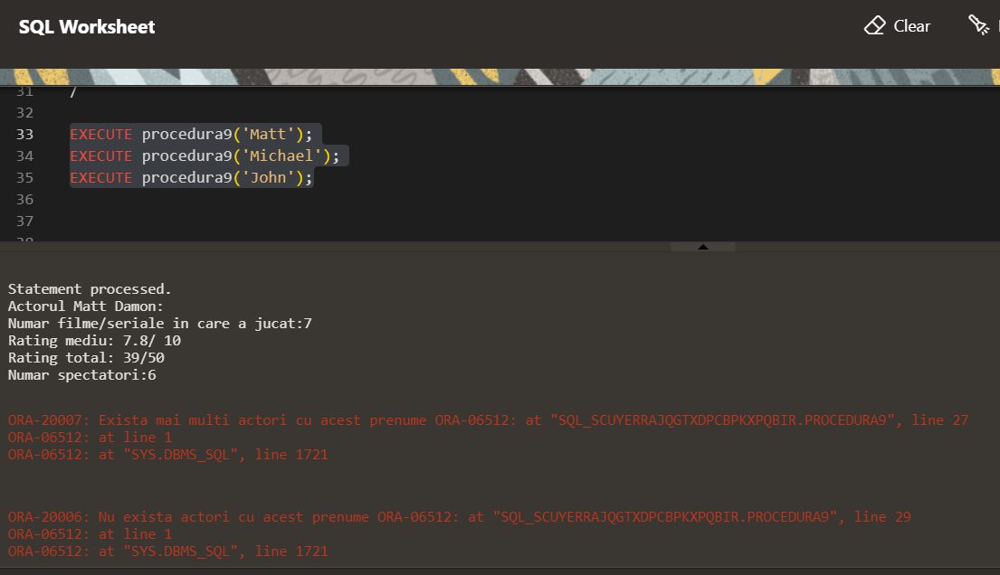 SQL Worksheet
Clear
31 /
32
33 EXECUTE procedura9('Matt');
34 EXECUTE procedura9('Michael');
35 EXECUTE procedura9('John');
36
37
38
Statement processed.
Actorul Matt Damon:
Numar filme/seriale in care a jucat:7
Rating mediu: 7.8/ 10
Rating total: 39/50
Numar spectatori:6
ORA-20007: Exista mai multi actori cu acest prenume ORA-06512: at "SQL_SCUYERRAJQGTXDPCBPKXPQBIR.PROCEDURA9", line 27
ORA-06512: at line 1
ORA-06512: at "SYS.DBMS_SQL", line 1721
ORA-20006: Nu exista actori cu acest prenume ORA-06512: at "SQL_SCUYERRAJQGTXDPCBPKXPQBIR.PROCEDURA9", line 29
ORA-06512: at line 1
ORA-06512: at "SYS.DBMS_SQL", line 1721